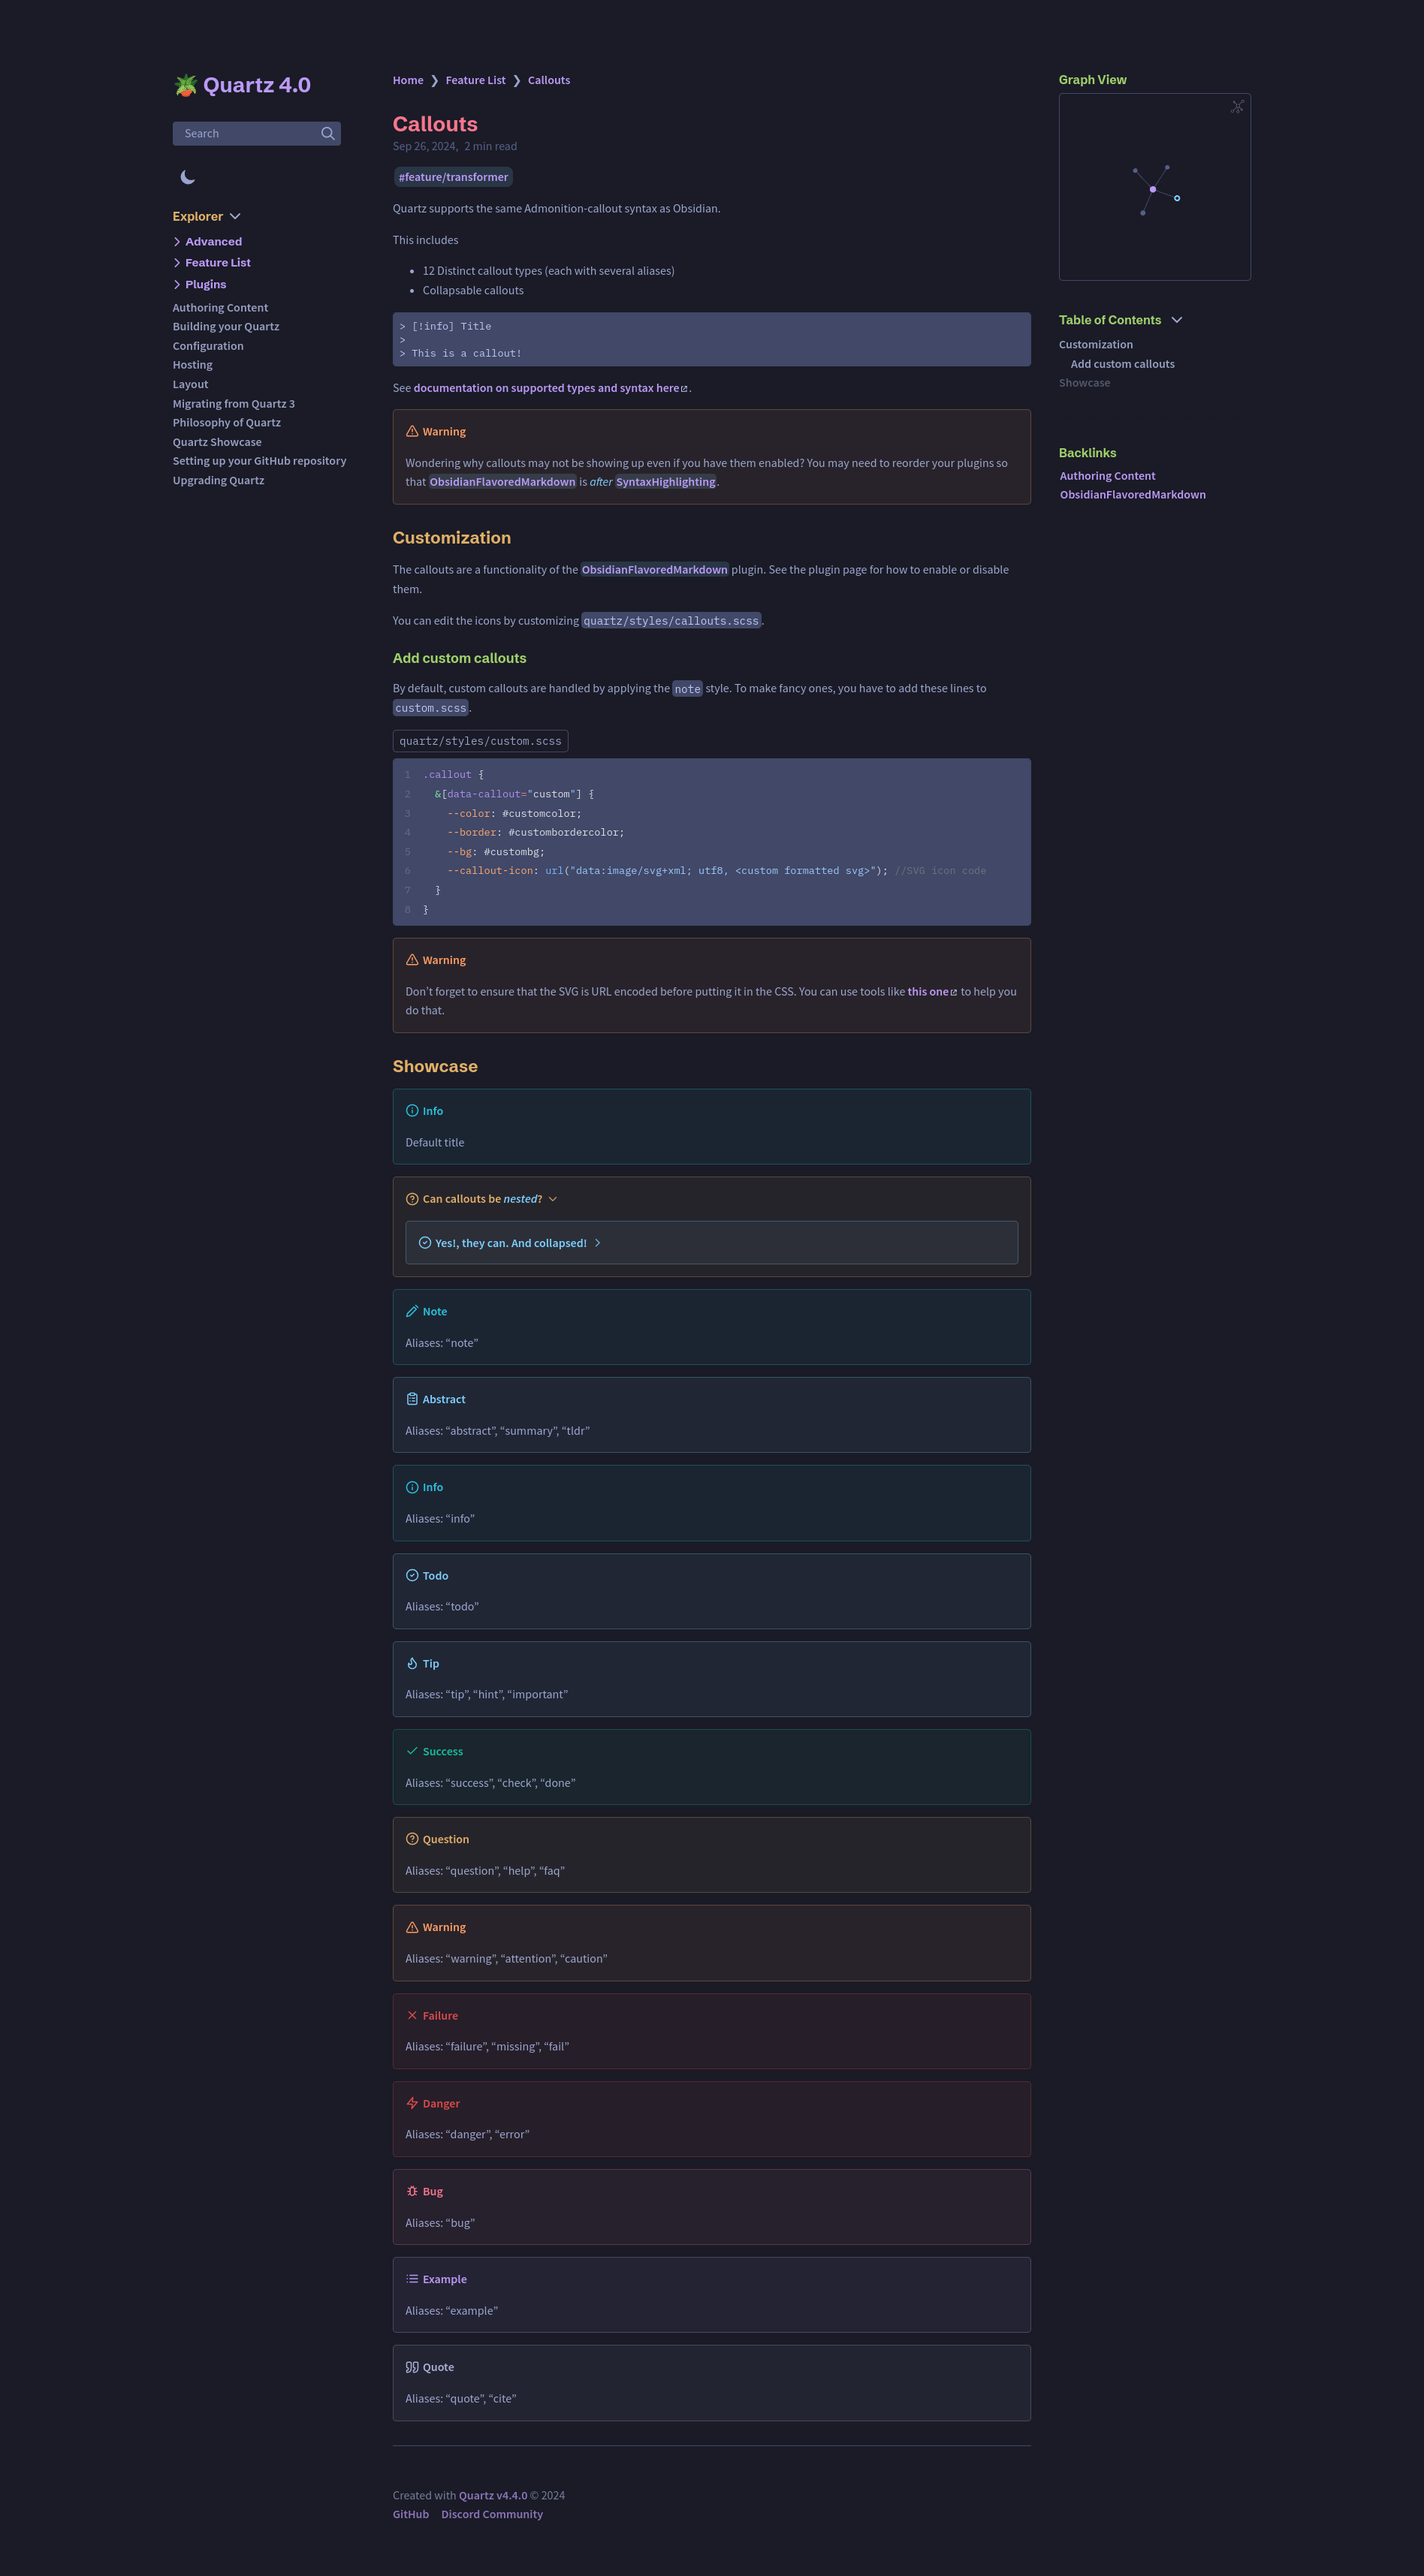 🪴 Quartz 4.0
Search
Explorer
Advanced
Feature List
Plugins
Authoring Content
Building your Quartz
Configuration
Hosting
Layout
Migrating from Quartz 3
Philosophy of Quartz
Quartz Showcase
Setting up your GitHub repository
Upgrading Quartz
Home ❯ Feature List ❯ Callouts
Callouts
Sep 26, 2024, 2 min read
#feature/transformer
Quartz supports the same Admonition-callout syntax as Obsidian.
This includes
• 12 Distinct callout types (each with several aliases)
• Collapsable callouts
> [!info] Title
>
> This is a callout!
See documentation on supported types and syntax here.
Warning
Wondering why callouts may not be showing up even if you have them enabled? You may need to reorder your plugins so
that ObsidianFlavoredMarkdown is after SyntaxHighlighting.
Customization
The callouts are a functionality of the ObsidianFlavoredMarkdown plugin. See the plugin page for how to enable or disable
them.
You can edit the icons by customizing quartz/styles/callouts.scss.
Add custom callouts
By default, custom callouts are handled by applying the note style. To make fancy ones, you have to add these lines to
custom.scss.
quartz/styles/custom.scss
1 .callout {
2   &[data-callout="custom"] {
3     --color: #customcolor;
4     --border: #custombordercolor;
5     --bg: #custombg;
6     --callout-icon: url("data:image/svg+xml; utf8, <custom formatted svg>"); //SVG icon code
7   }
8 }
Warning
Don’t forget to ensure that the SVG is URL encoded before putting it in the CSS. You can use tools like this one to help you
do that.
Showcase
Info
Default title
Can callouts be nested?
Yes!, they can. And collapsed!
Note
Aliases: “note”
Abstract
Aliases: “abstract”, “summary”, “tldr”
Info
Aliases: “info”
Todo
Aliases: “todo”
Tip
Aliases: “tip”, “hint”, “important”
Success
Aliases: “success”, “check”, “done”
Question
Aliases: “question”, “help”, “faq”
Warning
Aliases: “warning”, “attention”, “caution”
Failure
Aliases: “failure”, “missing”, “fail”
Danger
Aliases: “danger”, “error”
Bug
Aliases: “bug”
Example
Aliases: “example”
Quote
Aliases: “quote”, “cite”
Created with Quartz v4.4.0 © 2024
GitHub Discord Community
Graph View
Table of Contents
Customization
Add custom callouts
Showcase
Backlinks
Authoring Content
ObsidianFlavoredMarkdown